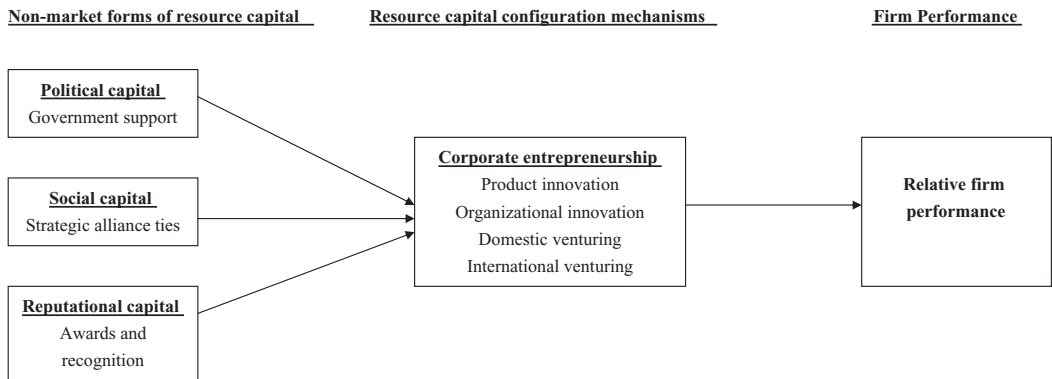 Non-market forms of resource capital
Resource capital configuration mechanisms
Firm Performance
Political capital
Government support
Social capital
Strategic alliance ties
Reputational capital
Awards and
recognition
Corporate entrepreneurship
Product innovation
Organizational innovation
Domestic venturing
International venturing
Relative firm
performance